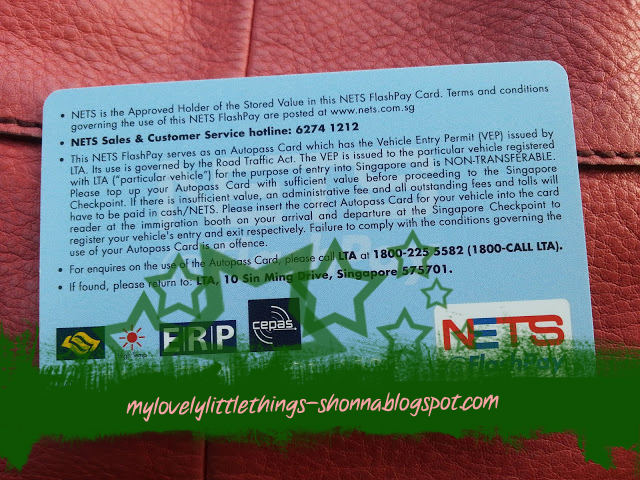 • NETS is the Approved Holder of the Stored Value in this NETS FlashPay Card. Terms and conditions
governing the use of this NETS FlashPay are posted at www.nets.com.sg
• NETS Sales & Customer Service hotline: 6274 1212
• This NETS FlashPay serves as an Autopass Card which has the Vehicle Entry Permit (VEP) issued by
LTA. Its use is governed by the Road Traffic Act. The VEP is issued to the particular vehicle registered
with LTA ("particular vehicle") for the purpose of entry into Singapore and is NON-TRANSFERABLE.
Please top up your Autopass Card with sufficient value before proceeding to the Singapore
Checkpoint. If there is insufficient value, an administrative fee and all outstanding fees and tolls will
have to be paid in cash/NETS. Please insert the correct Autopass Card for your vehicle into the card
reader at the immigration booth on your arrival and departure at the Singapore Checkpoint to
register your vehicle's entry and exit respectively. Failure to comply with the conditions governing the
use of your Autopass Card is an offence.
• For enquires on the use of the Autopass Card, please call LTA at 1800-225 5582 (1800-CALL LTA).
• If found, please return to: LTA, 10 Sin Ming Drive, Singapore 575701.
ERP
cepas
NETS
FlashPay
mylovelylittlethings-shonna.blogspot.com